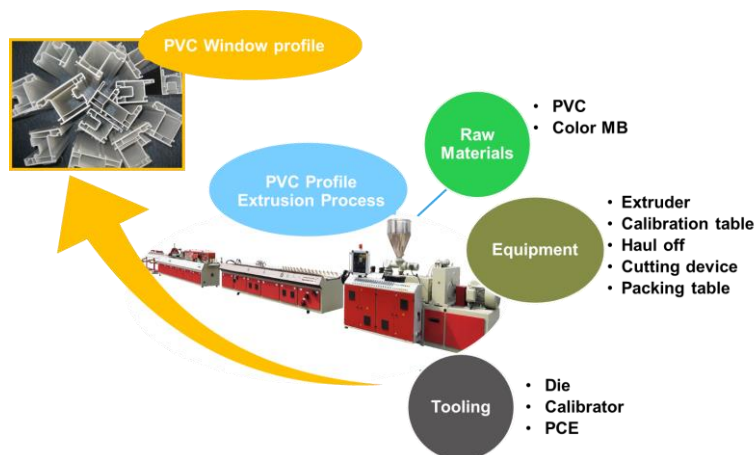 PVC Window profile
Raw
Materials
• PVC
• Color MB
PVC Profile
Extrusion Process
Equipment
• Extruder
• Calibration table
• Haul off
• Cutting device
• Packing table
Tooling
• Die
• Calibrator
• PCE